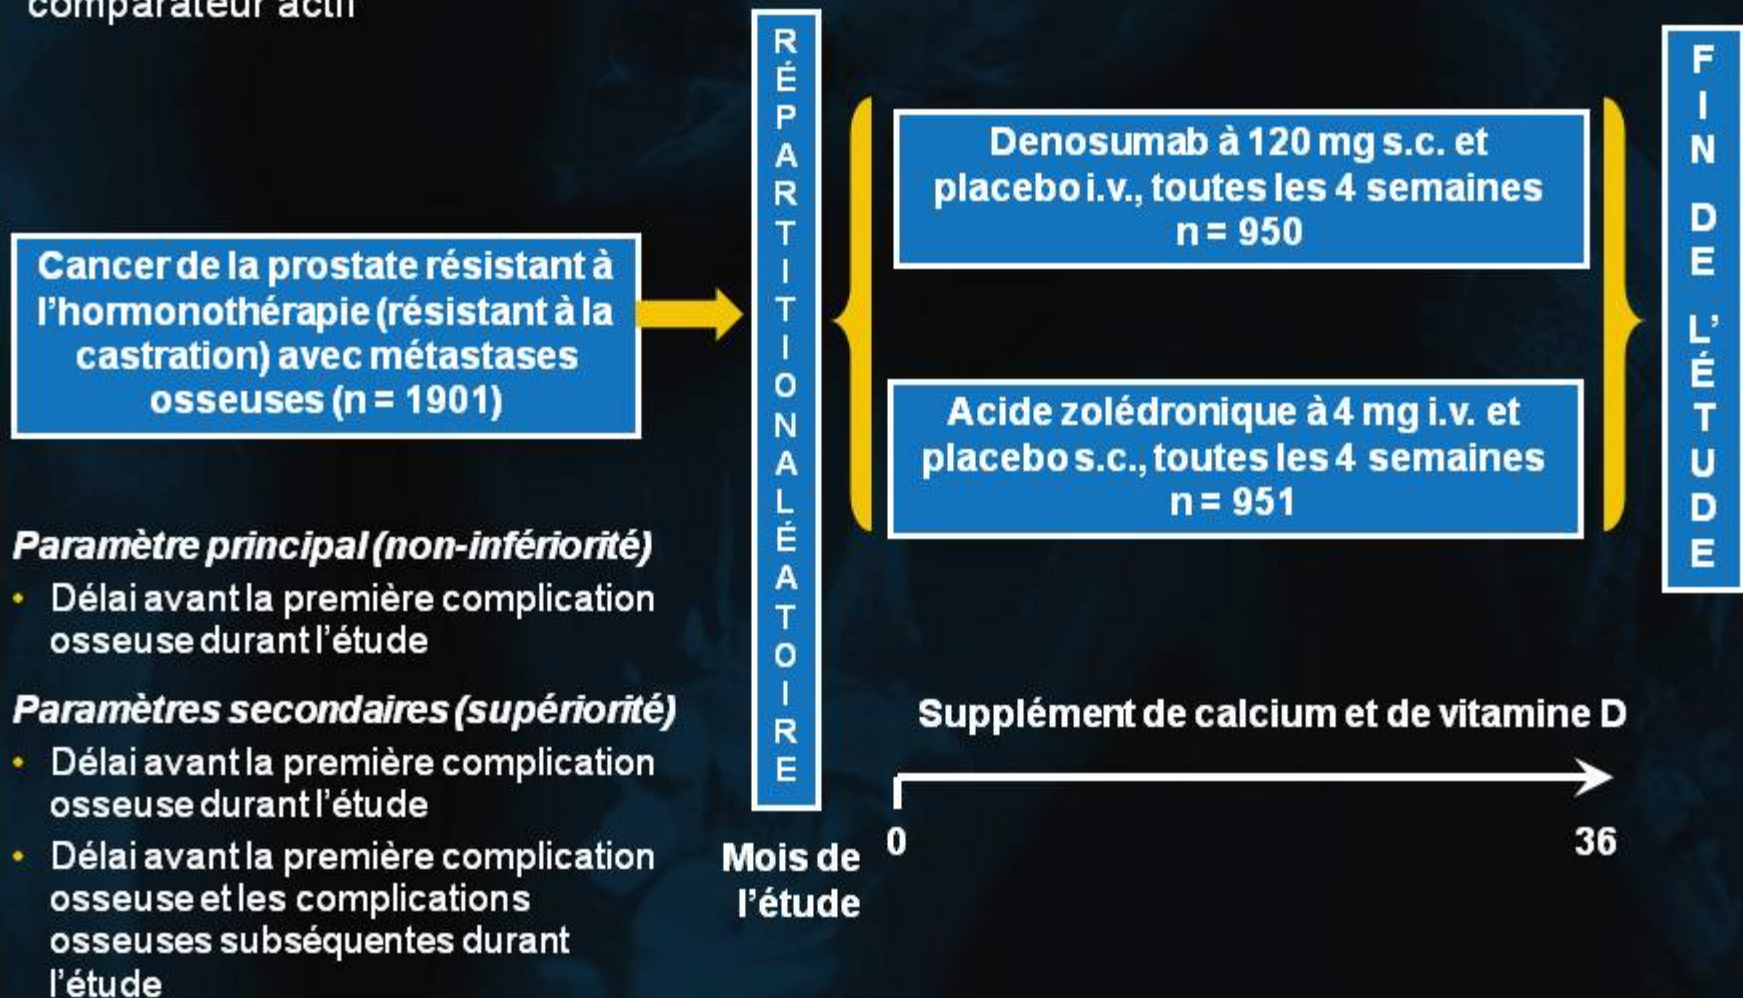 comparateur actif
Cancer de la prostate résistant à
l'hormonothérapie (résistant à la
castration) avec métastases
osseuses (n = 1901)
Paramètre principal (non-infériorité)
• Délai avant la première complication
osseuse durant l'étude
Paramètres secondaires (supériorité)
• Délai avant la première complication
osseuse durant l'étude
• Délai avant la première complication
osseuse et les complications
osseuses subséquentes durant
l'étude
RÉPARTITIONALÉATOIRE
Denosumab à 120 mg s.c. et
placebo i.v., toutes les 4 semaines
n = 950
Acide zolédronique à 4 mg i.v. et
placebo s.c., toutes les 4 semaines
n = 951
Supplément de calcium et de vitamine D
Mois de
l'étude
0
36
FIN DE L'ÉTUDE